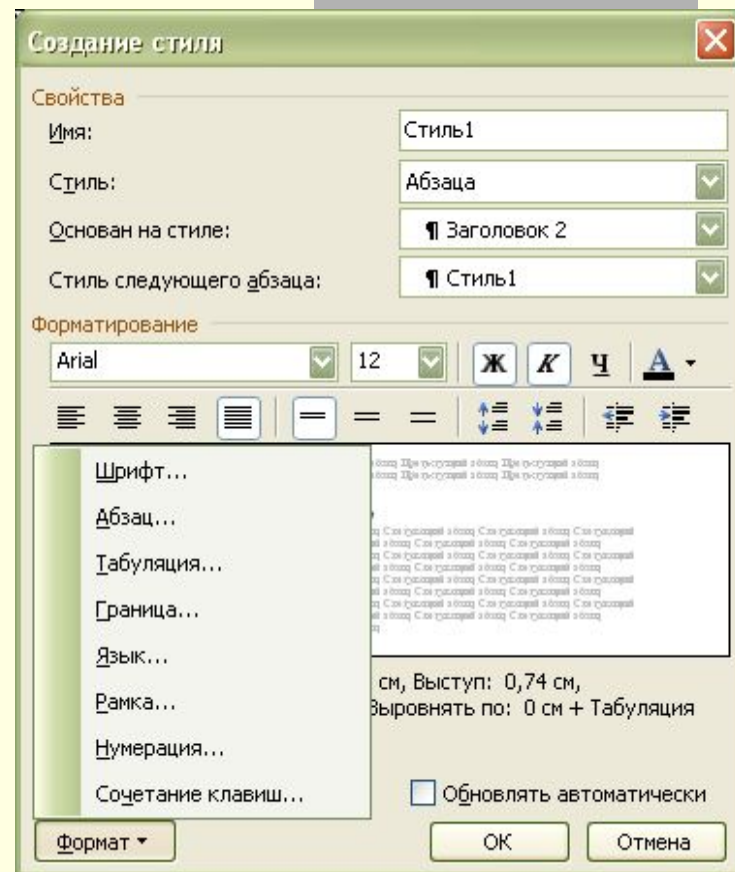 Создание стиля
Свойства
Имя: Стиль1
Стиль: Абзаца
Основан на стиле: ¶ Заголовок 2
Стиль следующего абзаца: ¶ Стиль1
Форматирование
Arial 12 Ж К Ч А
Шрифт...
Абзац...
Табуляция...
Граница...
Язык...
Рамка...
Нумерация...
Сочетание клавиш...
см, Выступ: 0,74 см,
Выровнять по: 0 см + Табуляция
Обновлять автоматически
Формат ОК Отмена